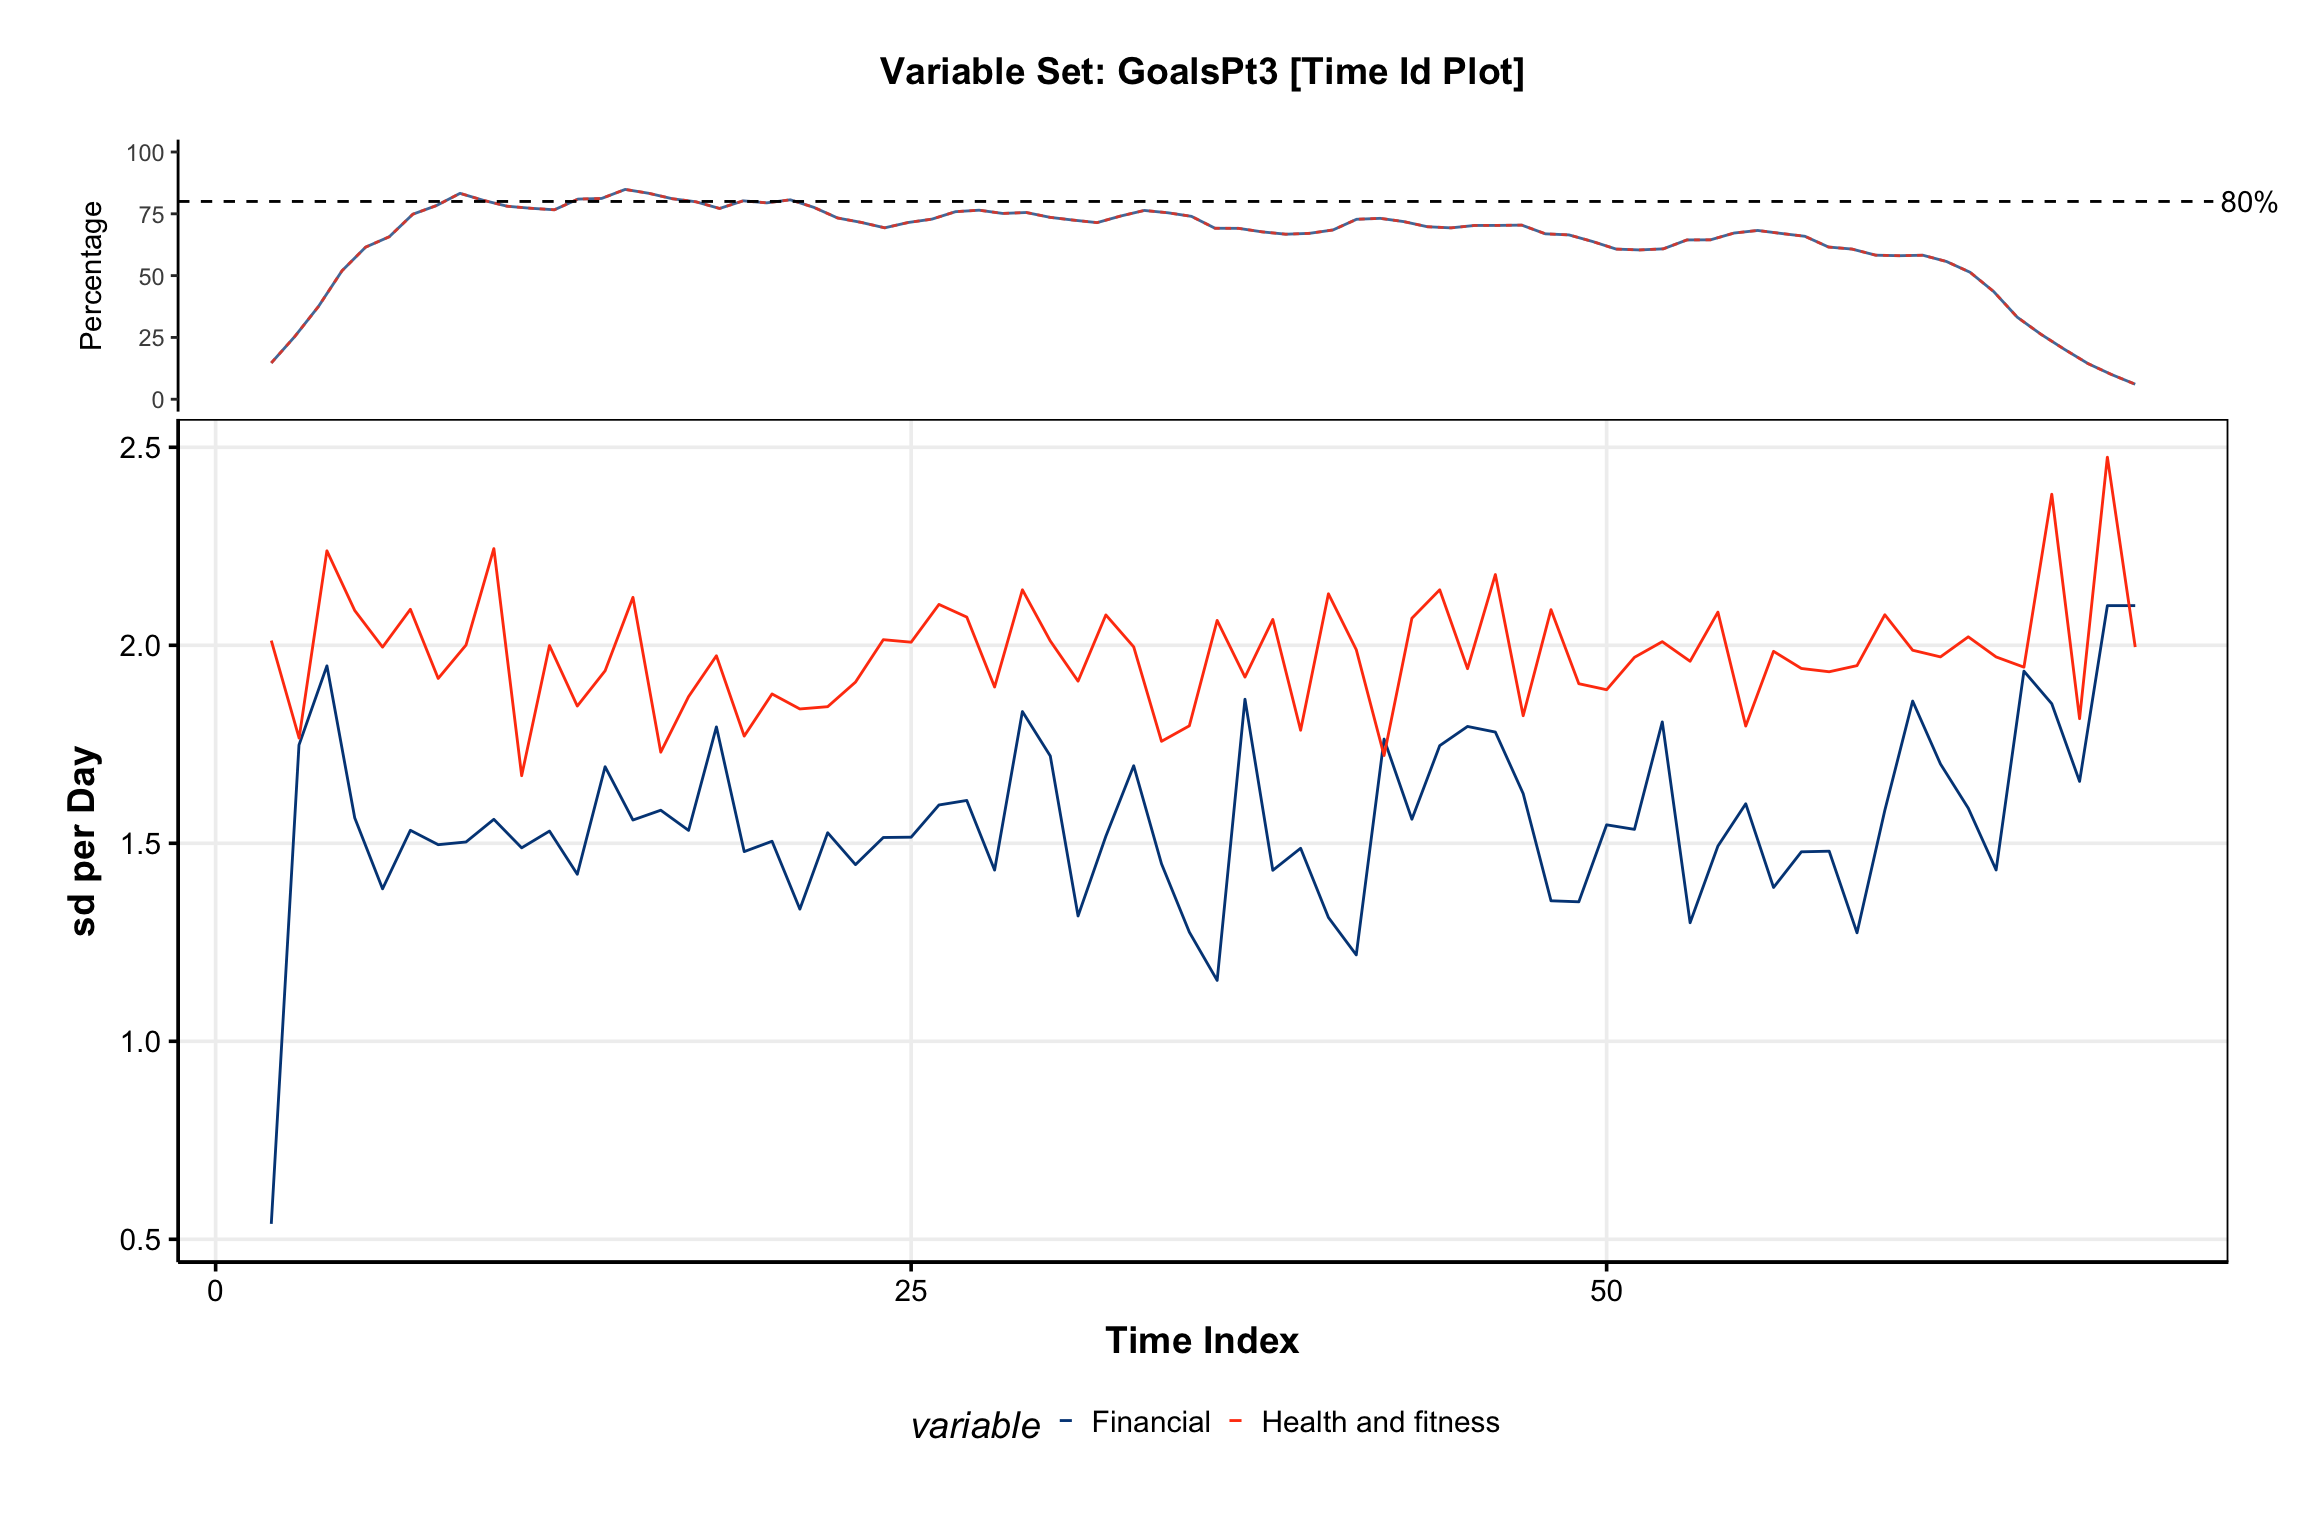 Variable Set: GoalsPt3 [Time Id Plot]
100
75
50
25
0
Percentage
80%
2.5
2.0
1.5
1.0
0.5
sd per Day
0 25 50
Time Index
variable Financial Health and fitness